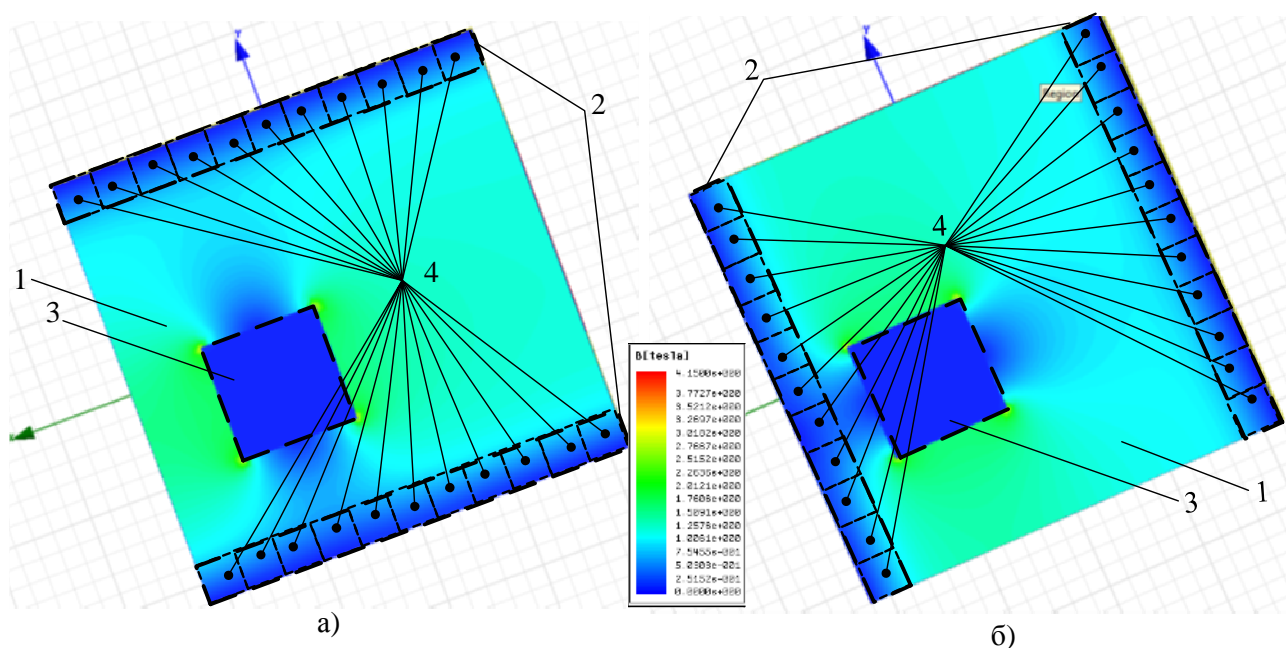 Y
Y
2
2
Region
4
4
1
3
B[tesla]
4.1500e+000
3.7727e+000
3.5212e+000
3.2697e+000
3.0182e+000
2.7667e+000
2.5152e+000
2.2636e+000
2.0121e+000
1.7606e+000
1.5091e+000
1.2576e+000
1.0061e+000
7.5455e-001
5.0303e-001
2.5152e-001
0.0000e+000
3
1
а)
б)